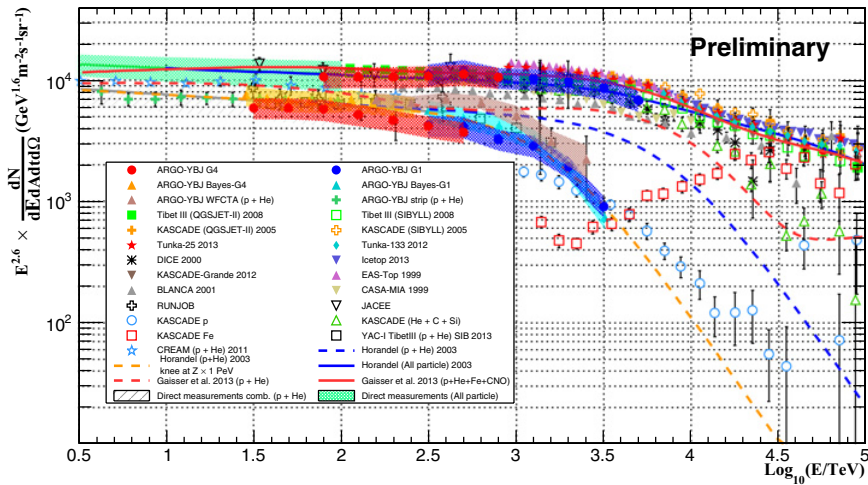 Preliminary
E^2.6 × dN/dEdAdtdΩ (GeV^1.6 m^-2 s^-1 sr^-1)
10^4
10^3
10^2
ARGO-YBJ G4
ARGO-YBJ G1
ARGO-YBJ Bayes-G4
ARGO-YBJ Bayes-G1
ARGO-YBJ WFCTA (p + He)
ARGO-YBJ strip (p + He)
Tibet III (QGSJET-II) 2008
Tibet III (SIBYLL) 2008
KASCADE (QGSJET-II) 2005
KASCADE (SIBYLL) 2005
Tunka-25 2013
Tunka-133 2012
DICE 2000
Icetop 2013
KASCADE-Grande 2012
EAS-Top 1999
BLANCA 2001
CASA-MIA 1999
RUNJOB
JACEE
KASCADE p
KASCADE (He + C + Si)
KASCADE Fe
YAC-I TibetIII (p + He) SIB 2013
CREAM (p + He) 2011
Horandel (p + He) 2003
Horandel (p+He) 2003
knee at Z × 1 PeV
Horandel (All particle) 2003
Gaisser et al. 2013 (p + He)
Gaisser et al. 2013 (p+He+Fe+CNO)
Direct measurements comb. (p + He)
Direct measurements (All particle)
0.5 1 1.5 2 2.5 3 3.5 4 4.5 5
Log10(E/TeV)